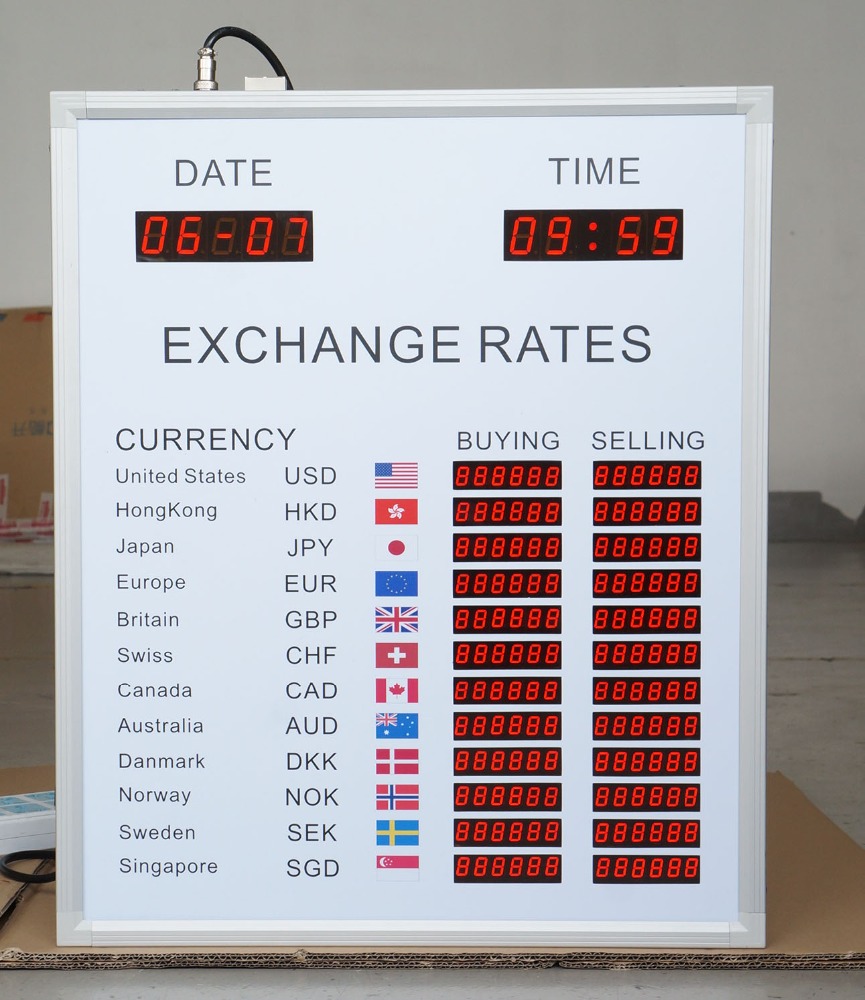 DATE TIME
06-07 09:59
EXCHANGE RATES
CURRENCY BUYING SELLING
United States USD 888888 888888
HongKong HKD 888888 888888
Japan JPY 888888 888888
Europe EUR 888888 888888
Britain GBP 888888 888888
Swiss CHF 888888 888888
Canada CAD 888888 888888
Australia AUD 888888 888888
Danmark DKK 888888 888888
Norway NOK 888888 888888
Sweden SEK 888888 888888
Singapore SGD 888888 888888